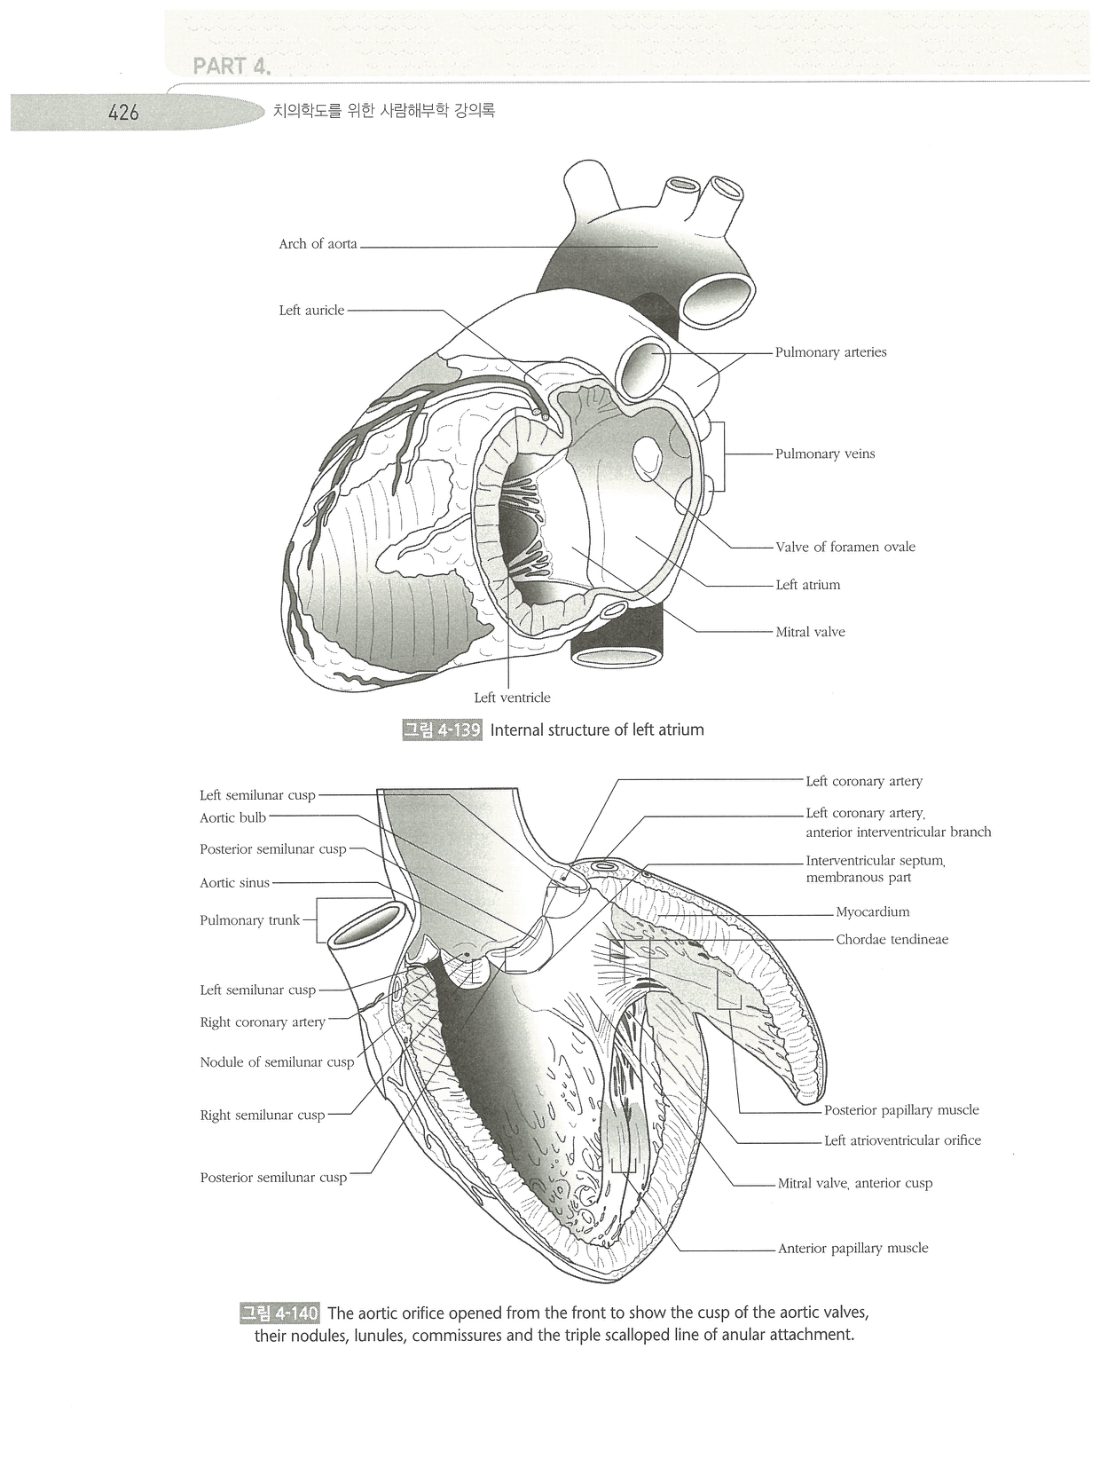 PART 4.
426
치의학도를 위한 사람해부학 강의록
Arch of aorta
Left auricle
Pulmonary arteries
Pulmonary veins
Valve of foramen ovale
Left atrium
Mitral valve
Left ventricle
그림 4-139 Internal structure of left atrium
Left semilunar cusp
Aortic bulb
Posterior semilunar cusp
Aortic sinus
Pulmonary trunk
Left semilunar cusp
Right coronary artery
Nodule of semilunar cusp
Right semilunar cusp
Posterior semilunar cusp
Left coronary artery
Left coronary artery,
anterior interventricular branch
Interventricular septum,
membranous part
Myocardium
Chordae tendineae
Posterior papillary muscle
Left atrioventricular orifice
Mitral valve, anterior cusp
Anterior papillary muscle
그림 4-140 The aortic orifice opened from the front to show the cusp of the aortic valves,
their nodules, lunules, commissures and the triple scalloped line of anular attachment.